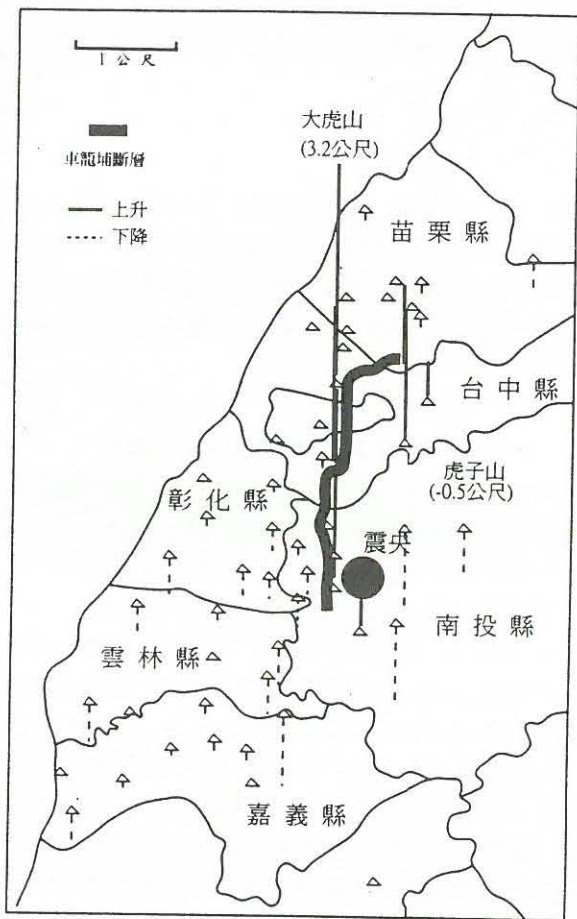 1 公 尺
車籠埔斷層
上升
下降
大虎山
(3.2公尺)
苗栗縣
台中縣
虎子山
(-0.5公尺)
彰化縣
震央
南投縣
雲林縣
嘉義縣